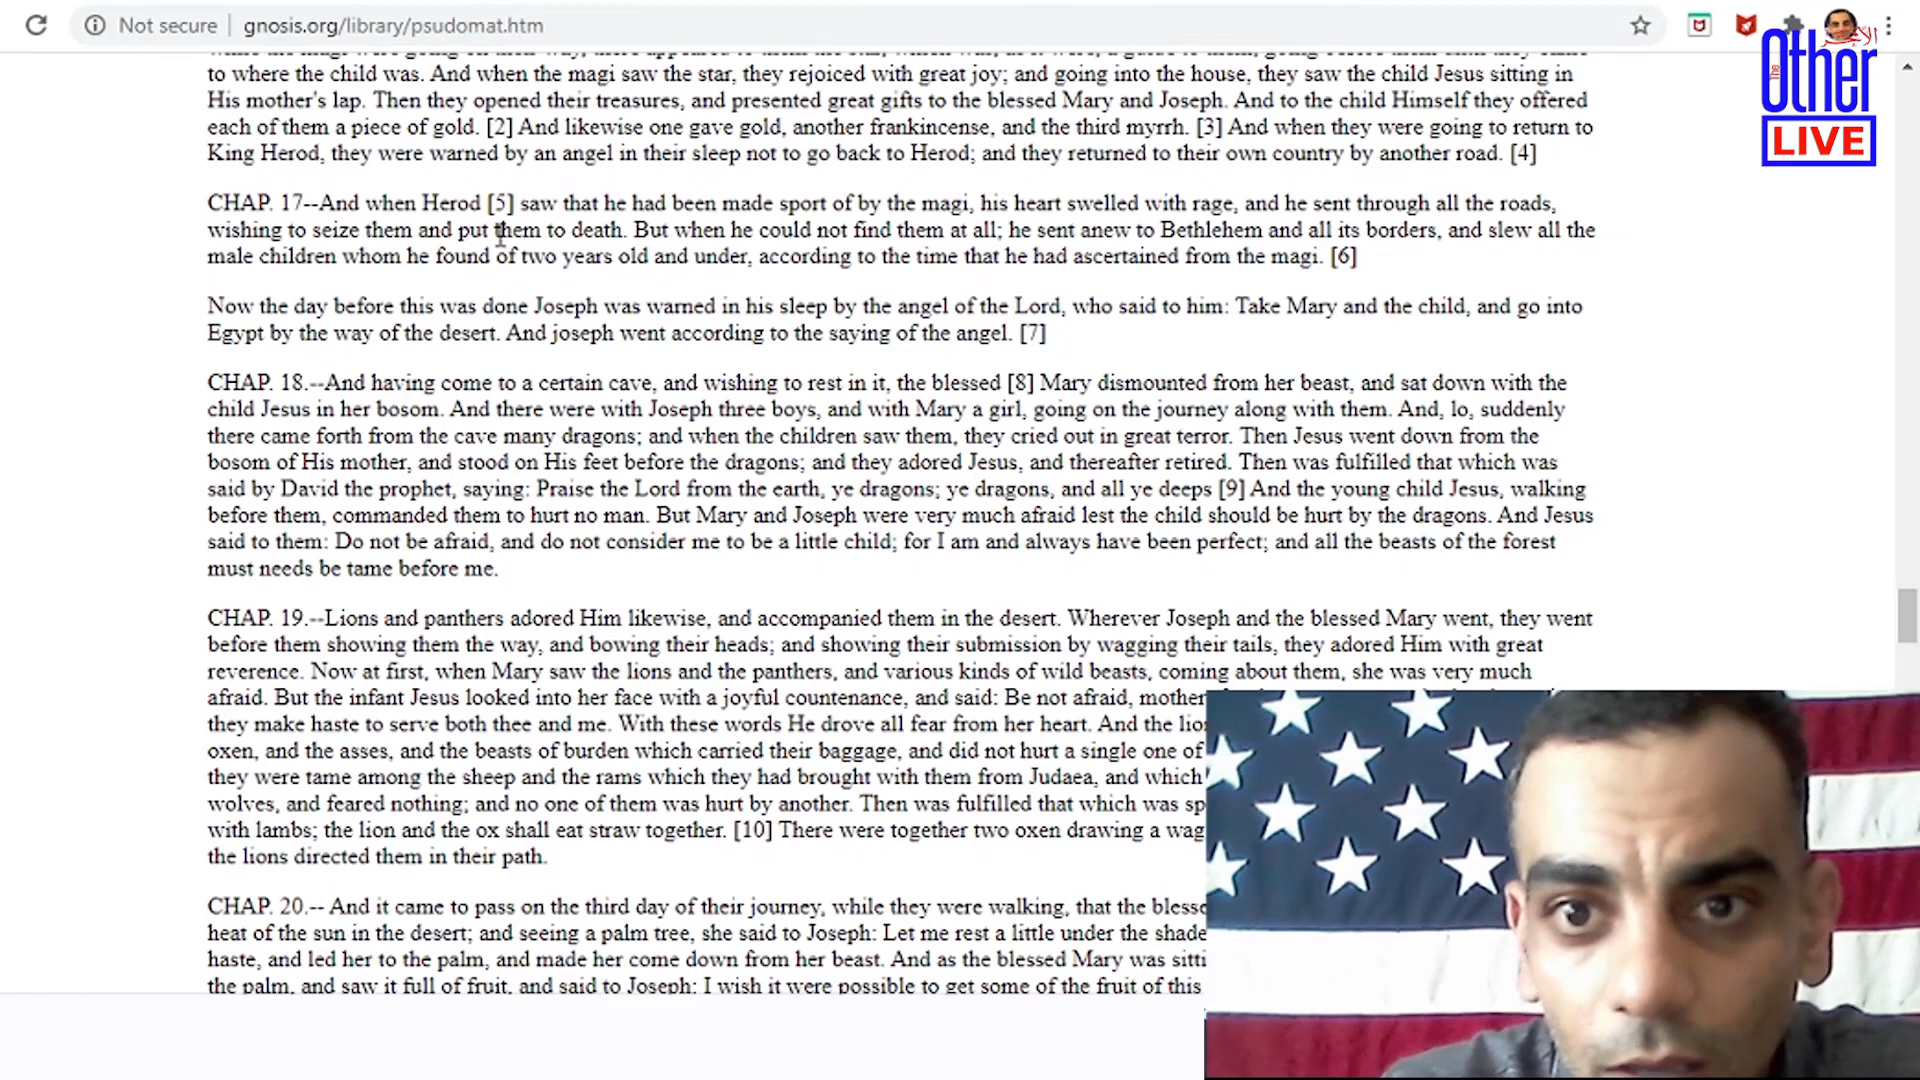 Not secure | gnosis.org/library/psudomat.htm
to where the child was. And when the magi saw the star, they rejoiced with great joy; and going into the house, they saw the child Jesus sitting in
His mother's lap. Then they opened their treasures, and presented great gifts to the blessed Mary and Joseph. And to the child Himself they offered
each of them a piece of gold. [2] And likewise one gave gold, another frankincense, and the third myrrh. [3] And when they were going to return to
King Herod, they were warned by an angel in their sleep not to go back to Herod; and they returned to their own country by another road. [4]
CHAP. 17--And when Herod [5] saw that he had been made sport of by the magi, his heart swelled with rage, and he sent through all the roads,
wishing to seize them and put them to death. But when he could not find them at all; he sent anew to Bethlehem and all its borders, and slew all the
male children whom he found of two years old and under, according to the time that he had ascertained from the magi. [6]
Now the day before this was done Joseph was warned in his sleep by the angel of the Lord, who said to him: Take Mary and the child, and go into
Egypt by the way of the desert. And joseph went according to the saying of the angel. [7]
CHAP. 18.--And having come to a certain cave, and wishing to rest in it, the blessed [8] Mary dismounted from her beast, and sat down with the
child Jesus in her bosom. And there were with Joseph three boys, and with Mary a girl, going on the journey along with them. And, lo, suddenly
there came forth from the cave many dragons; and when the children saw them, they cried out in great terror. Then Jesus went down from the
bosom of His mother, and stood on His feet before the dragons; and they adored Jesus, and thereafter retired. Then was fulfilled that which was
said by David the prophet, saying: Praise the Lord from the earth, ye dragons; ye dragons, and all ye deeps [9] And the young child Jesus, walking
before them, commanded them to hurt no man. But Mary and Joseph were very much afraid lest the child should be hurt by the dragons. And Jesus
said to them: Do not be afraid, and do not consider me to be a little child; for I am and always have been perfect; and all the beasts of the forest
must needs be tame before me.
CHAP. 19.--Lions and panthers adored Him likewise, and accompanied them in the desert. Wherever Joseph and the blessed Mary went, they went
before them showing them the way, and bowing their heads; and showing their submission by wagging their tails, they adored Him with great
reverence. Now at first, when Mary saw the lions and the panthers, and various kinds of wild beasts, coming about them, she was very much
afraid. But the infant Jesus looked into her face with a joyful countenance, and said: Be not afraid, mother
they make haste to serve both thee and me. With these words He drove all fear from her heart. And the lio
oxen, and the asses, and the beasts of burden which carried their baggage, and did not hurt a single one of
they were tame among the sheep and the rams which they had brought with them from Judaea, and which
wolves, and feared nothing; and no one of them was hurt by another. Then was fulfilled that which was sp
with lambs; the lion and the ox shall eat straw together. [10] There were together two oxen drawing a wag
the lions directed them in their path.
CHAP. 20.-- And it came to pass on the third day of their journey, while they were walking, that the bless
heat of the sun in the desert; and seeing a palm tree, she said to Joseph: Let me rest a little under the shade
haste, and led her to the palm, and made her come down from her beast. And as the blessed Mary was sitti
the palm, and saw it full of fruit, and said to Joseph: I wish it were possible to get some of the fruit of this
The Other
LIVE